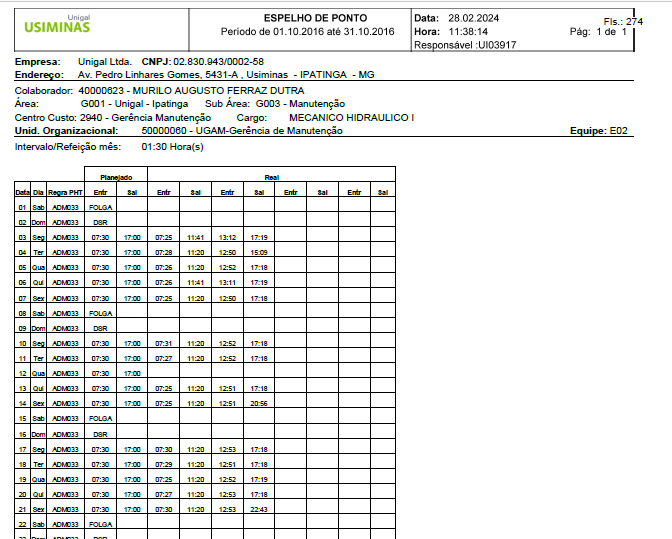 Unigal
USIMINAS
ESPELHO DE PONTO
Período de 01.10.2016 até 31.10.2016
Data: 28.02.2024
Hora: 11:38:14
Responsável :UI03917
Fls.: 274
Pág: 1 de 1
Empresa: Unigal Ltda. CNPJ: 02.830.943/0002-58
Endereço: Av. Pedro Linhares Gomes, 5431-A , Usiminas - IPATINGA - MG
Colaborador: 40000623 - MURILO AUGUSTO FERRAZ DUTRA
Área: G001 - Unigal - Ipatinga Sub Área: G003 - Manutenção
Centro Custo: 2940 - Gerência Manutenção Cargo: MECANICO HIDRAULICO I
Unid. Organizacional: 50000060 - UGAM-Gerência de Manutenção Equipe: E02
Intervalo/Refeição mês: 01:30 Hora(s)
Planejado Real
Data Dia Regra PHT Entr Sai Entr Sai Entr Sai Entr Sai Entr Sai
01 Sab ADM033 FOLGA
02 Dom ADM033 DSR
03 Seg ADM033 07:30 17:00 07:25 11:41 13:12 17:19
04 Ter ADM033 07:30 17:00 07:28 11:20 12:50 15:09
05 Qua ADM033 07:30 17:00 07:26 11:20 12:52 17:18
06 Qui ADM033 07:30 17:00 07:26 11:41 13:11 17:19
07 Sex ADM033 07:30 17:00 07:25 11:20 12:50 17:18
08 Sab ADM033 FOLGA
09 Dom ADM033 DSR
10 Seg ADM033 07:30 17:00 07:31 11:20 12:52 17:18
11 Ter ADM033 07:30 17:00 07:27 11:20 12:52 17:18
12 Qua ADM033 07:30 17:00
13 Qui ADM033 07:30 17:00 07:25 11:20 12:51 17:18
14 Sex ADM033 07:30 17:00 07:25 11:20 12:51 20:56
15 Sab ADM033 FOLGA
16 Dom ADM033 DSR
17 Seg ADM033 07:30 17:00 07:30 11:20 12:53 17:18
18 Ter ADM033 07:30 17:00 07:29 11:20 12:51 17:18
19 Qua ADM033 07:30 17:00 07:25 11:20 12:52 17:19
20 Qui ADM033 07:30 17:00 07:27 11:20 12:53 17:18
21 Sex ADM033 07:30 17:00 07:30 11:20 12:53 22:43
22 Sab ADM033 FOLGA
23 Dom ADM033 DSR